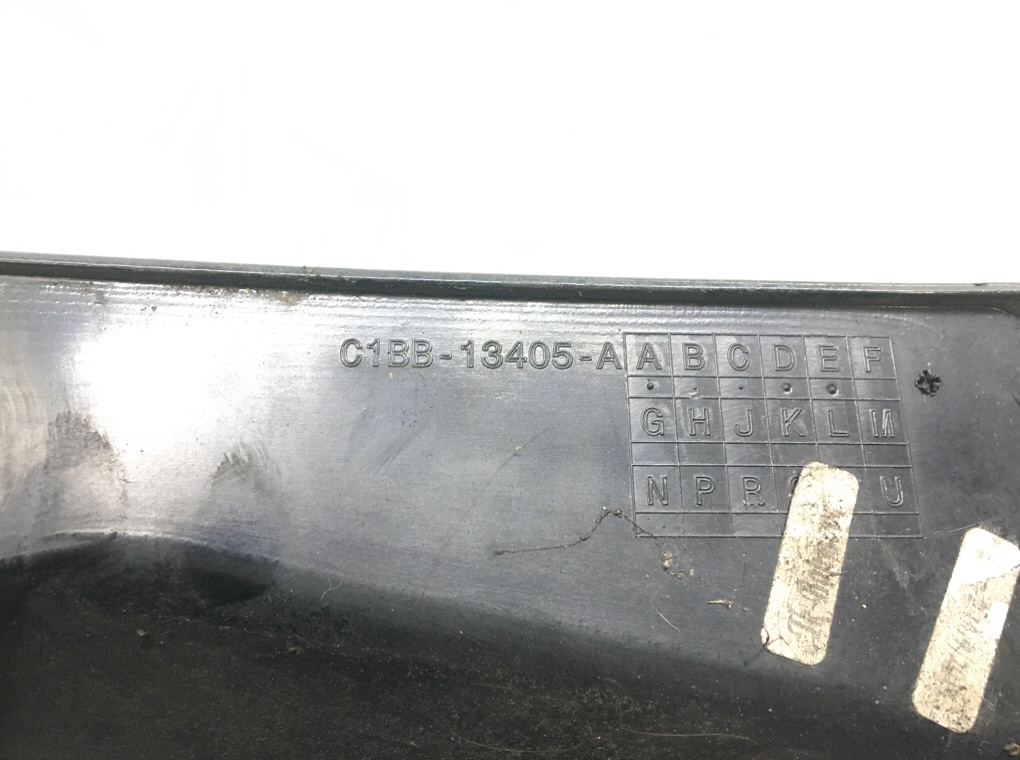 C1BB-13405-A A B C D E F
G H J K L M
N P R U